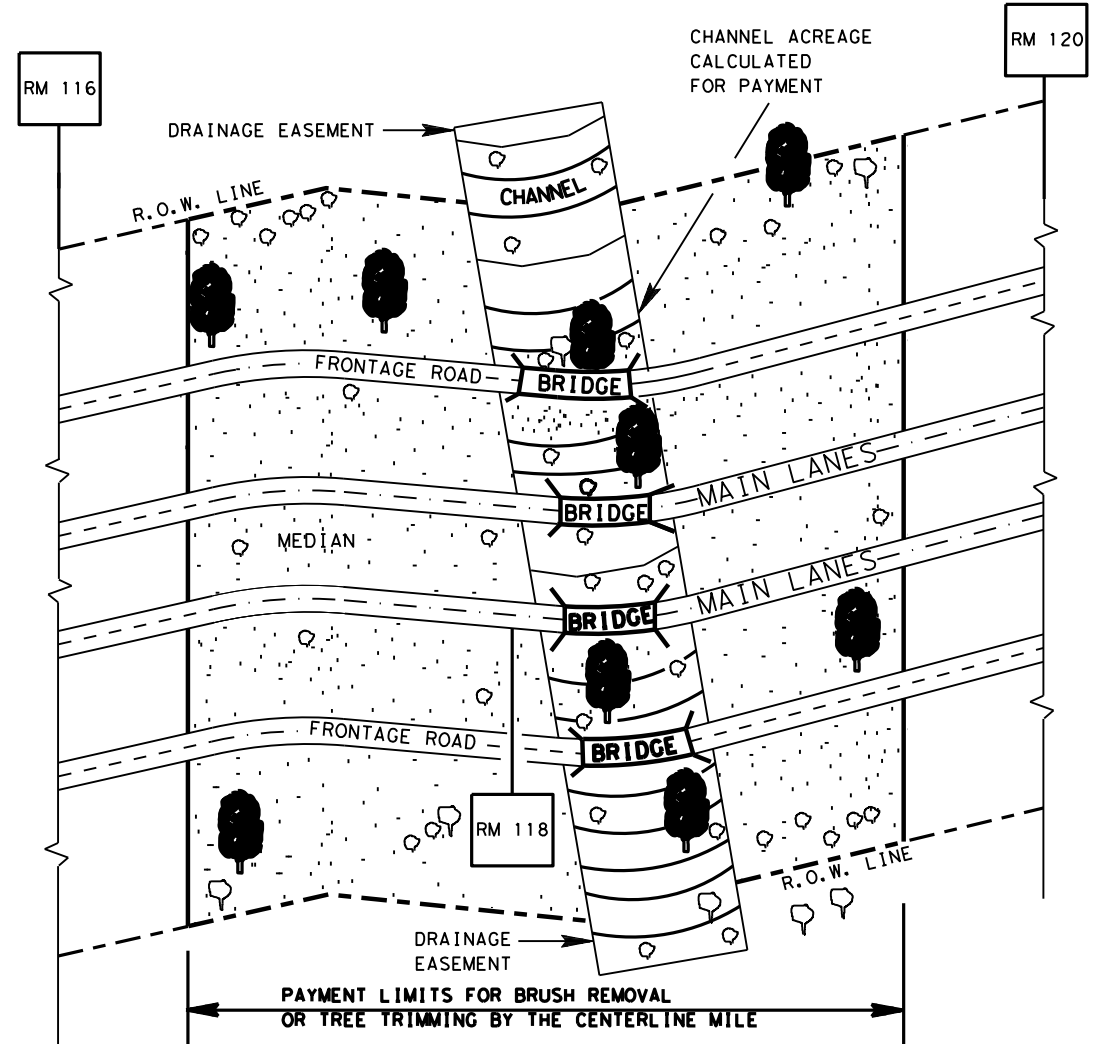 RM 120
CHANNEL ACREAGE
CALCULATED
FOR PAYMENT
RM 116
DRAINAGE EASEMENT
CHANNEL
R.O.W. LINE
FRONTAGE ROAD
BRIDGE
MAIN LANES
BRIDGE
MEDIAN
MAIN LANES
BRIDGE
FRONTAGE ROAD
BRIDGE
RM 118
R.O.W. LINE
DRAINAGE
EASEMENT
PAYMENT LIMITS FOR BRUSH REMOVAL
OR TREE TRIMMING BY THE CENTERLINE MILE